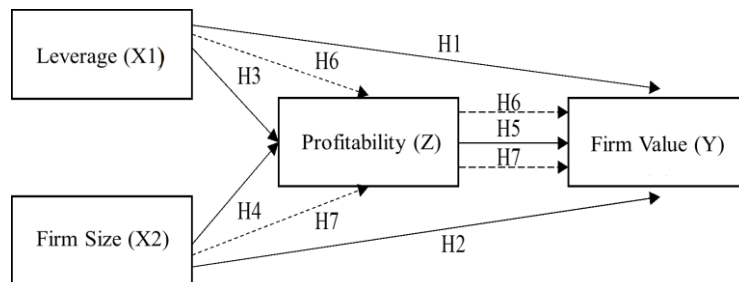 H1
Leverage (X1)
H6
H3
H6
Profitability (Z)
H5
Firm Value (Y)
H7
H4
H7
Firm Size (X2)
H2